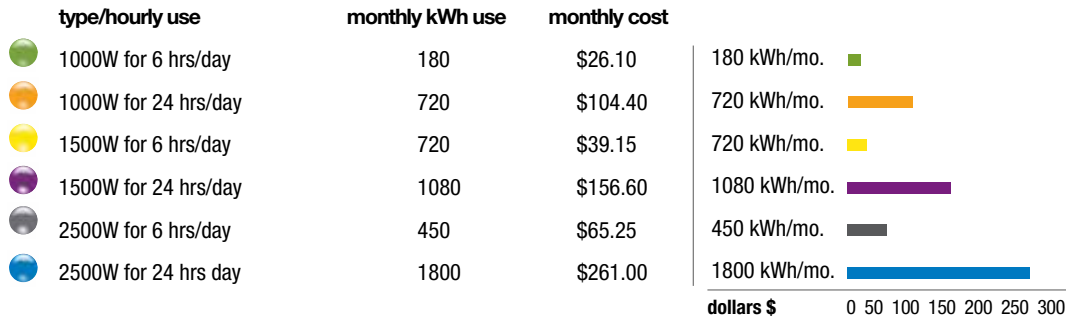 type/hourly use monthly kWh use monthly cost
1000W for 6 hrs/day 180 $26.10 180 kWh/mo.
1000W for 24 hrs/day 720 $104.40 720 kWh/mo.
1500W for 6 hrs/day 720 $39.15 720 kWh/mo.
1500W for 24 hrs/day 1080 $156.60 1080 kWh/mo.
2500W for 6 hrs/day 450 $65.25 450 kWh/mo.
2500W for 24 hrs day 1800 $261.00 1800 kWh/mo.
dollars $ 0 50 100 150 200 250 300